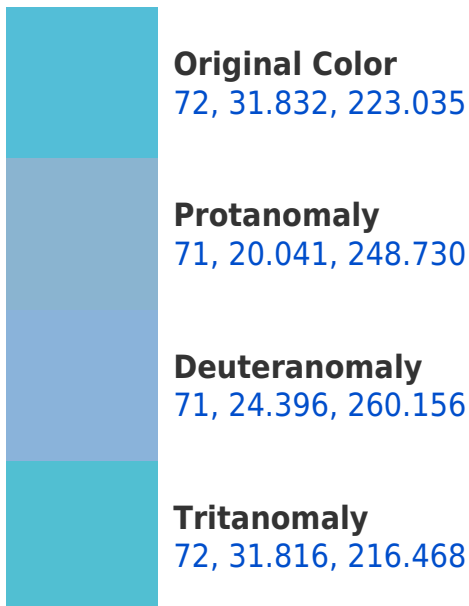 Original Color
72, 31.832, 223.035
Protanomaly
71, 20.041, 248.730
Deuteranomaly
71, 24.396, 260.156
Tritanomaly
72, 31.816, 216.468